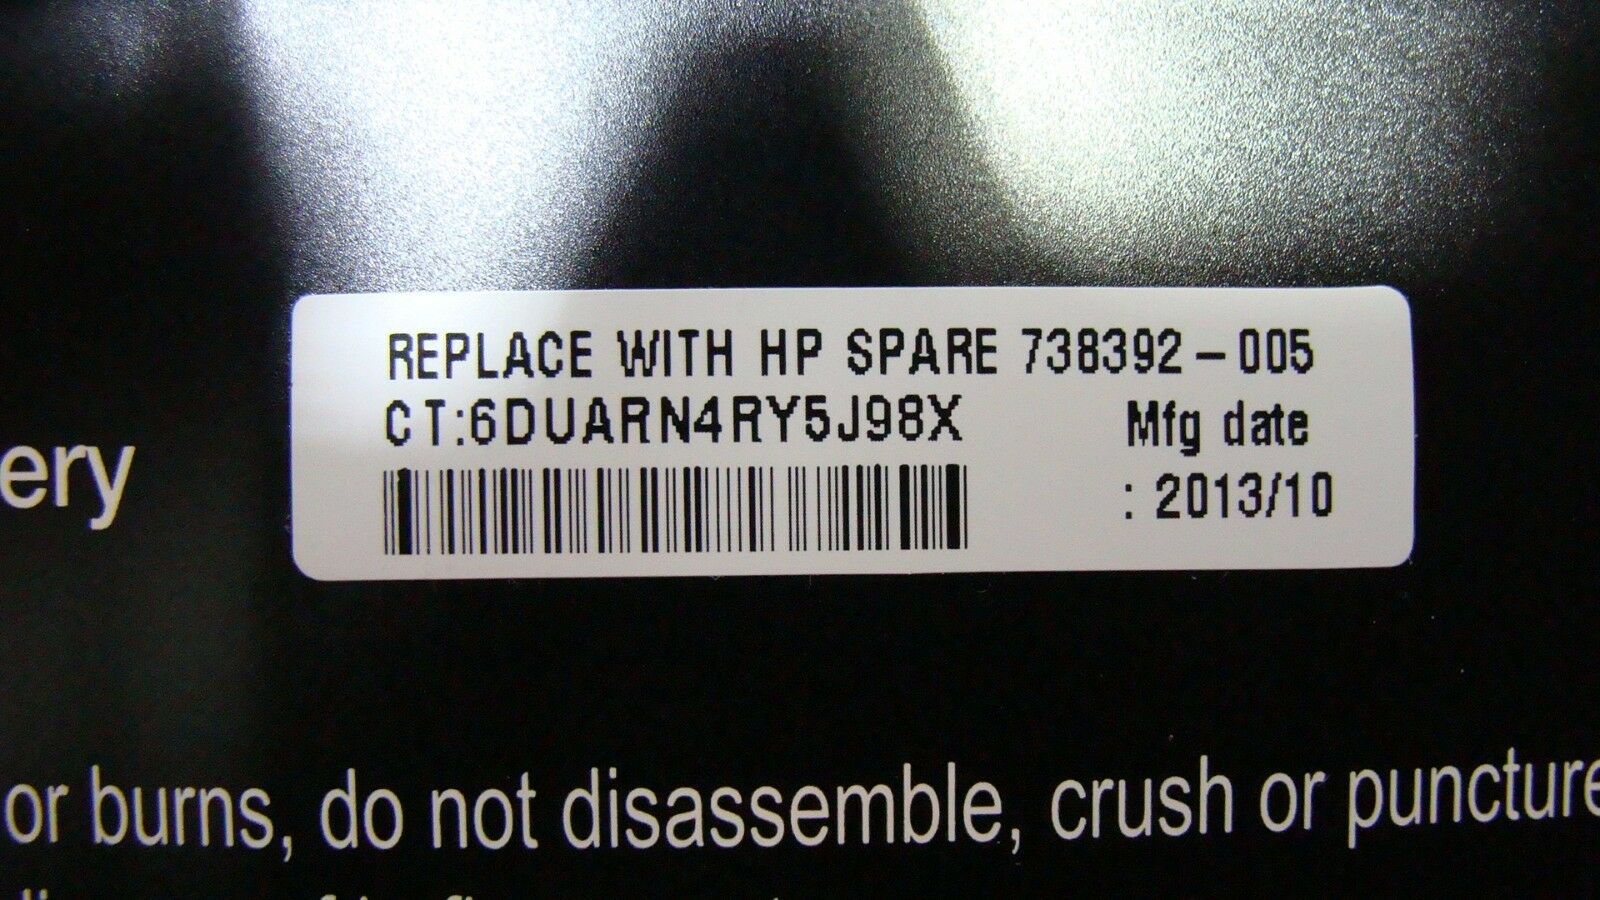 REPLACE WITH HP SPARE 738392-005
CT:6DUARN4RY5J98X
Mfg date
: 2013/10
ery
or burns, do not disassemble, crush or puncture